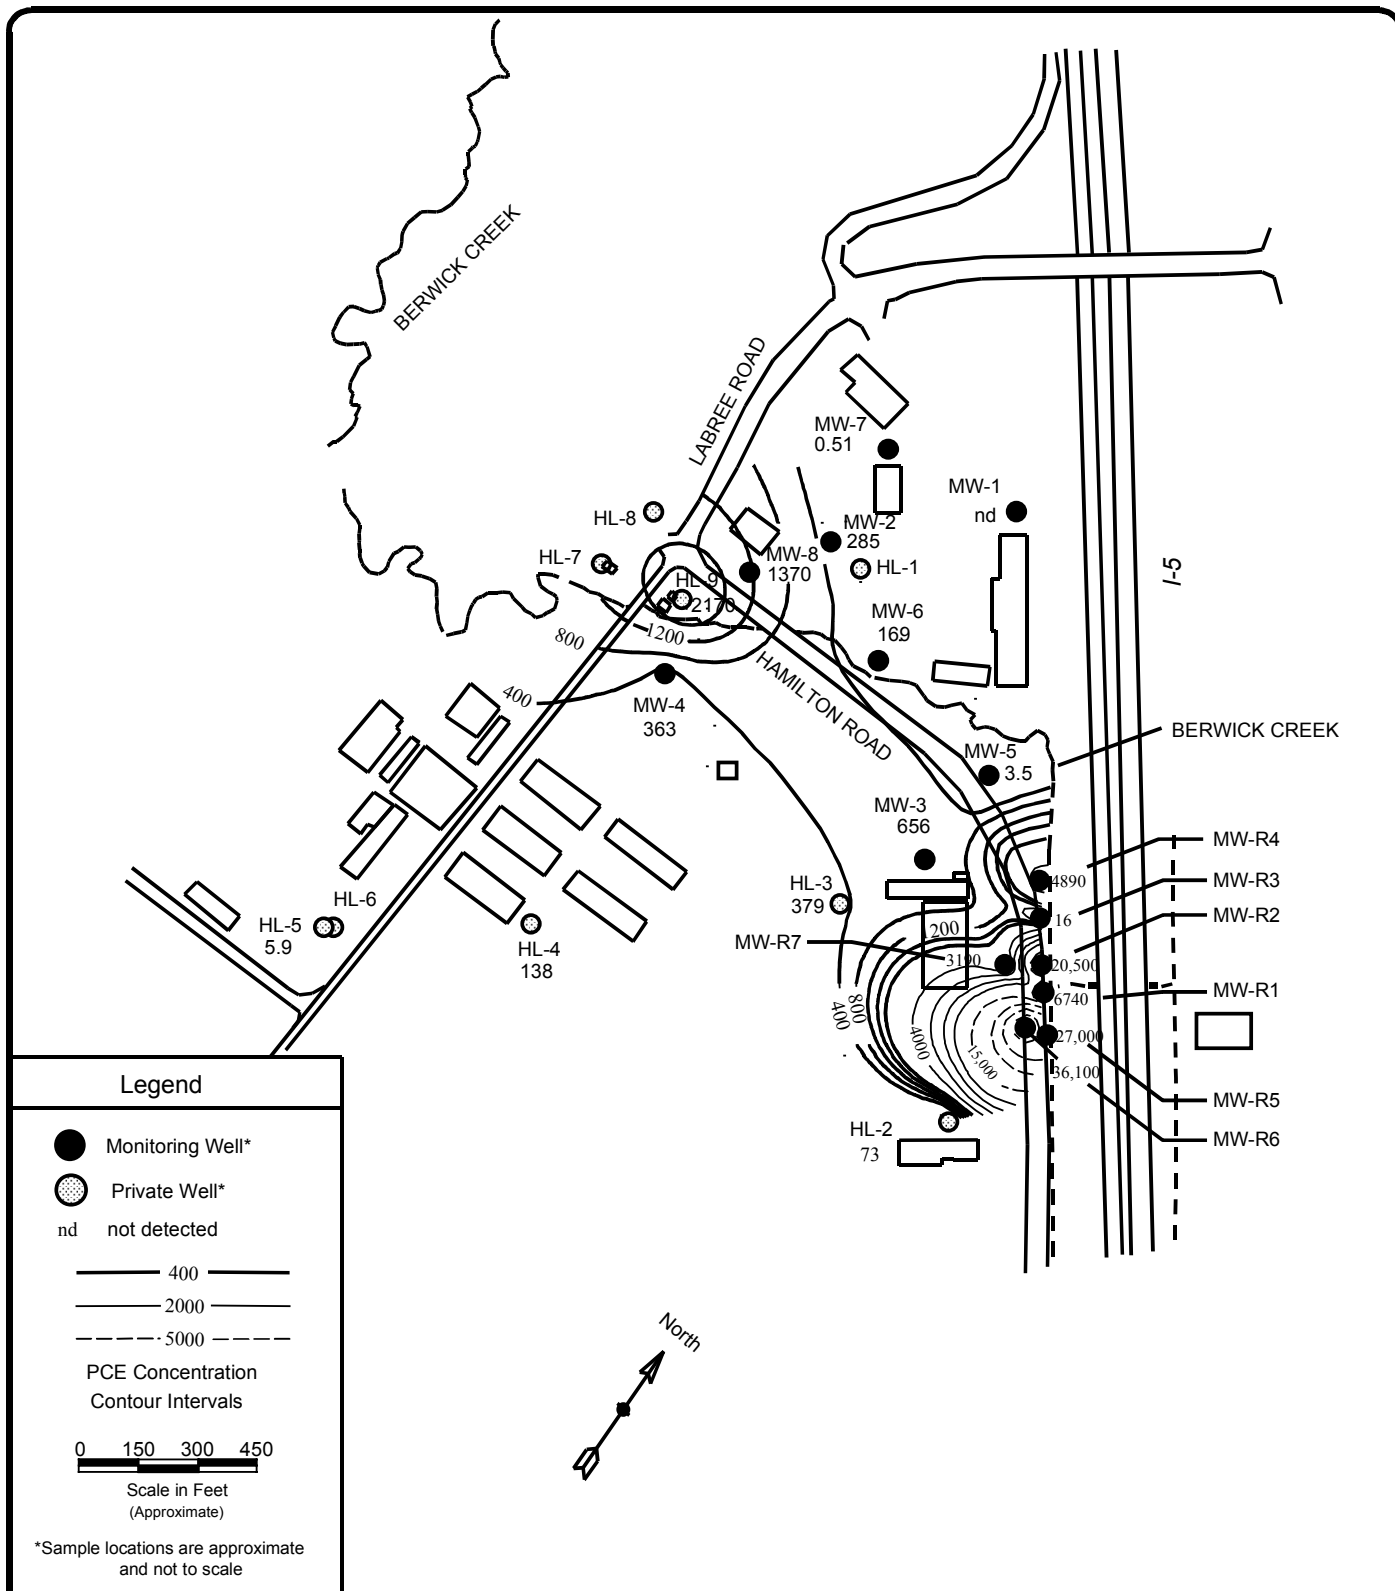 BERWICK CREEK
LABREE ROAD
MW-7
0.51
MW-1
nd
MW-2
285
HL-8
HL-7
MW-8
1370
HL-1
HL-9
2170
I-5
MW-6
169
1200
800
HAMILTON ROAD
400
MW-4
363
BERWICK CREEK
MW-5
3.5
MW-3
656
MW-R4
4890
HL-3
379
MW-R3
16
HL-6
HL-5
5.9
MW-R2
1200
HL-4
138
MW-R7
3190
20,500
MW-R1
6740
800
400
4000
15,000
27,000
36,100
MW-R5
HL-2
73
MW-R6
Legend
Monitoring Well*
Private Well*
nd not detected
400
2000
5000
PCE Concentration
Contour Intervals
0 150 300 450
Scale in Feet
(Approximate)
*Sample locations are approximate
and not to scale
North